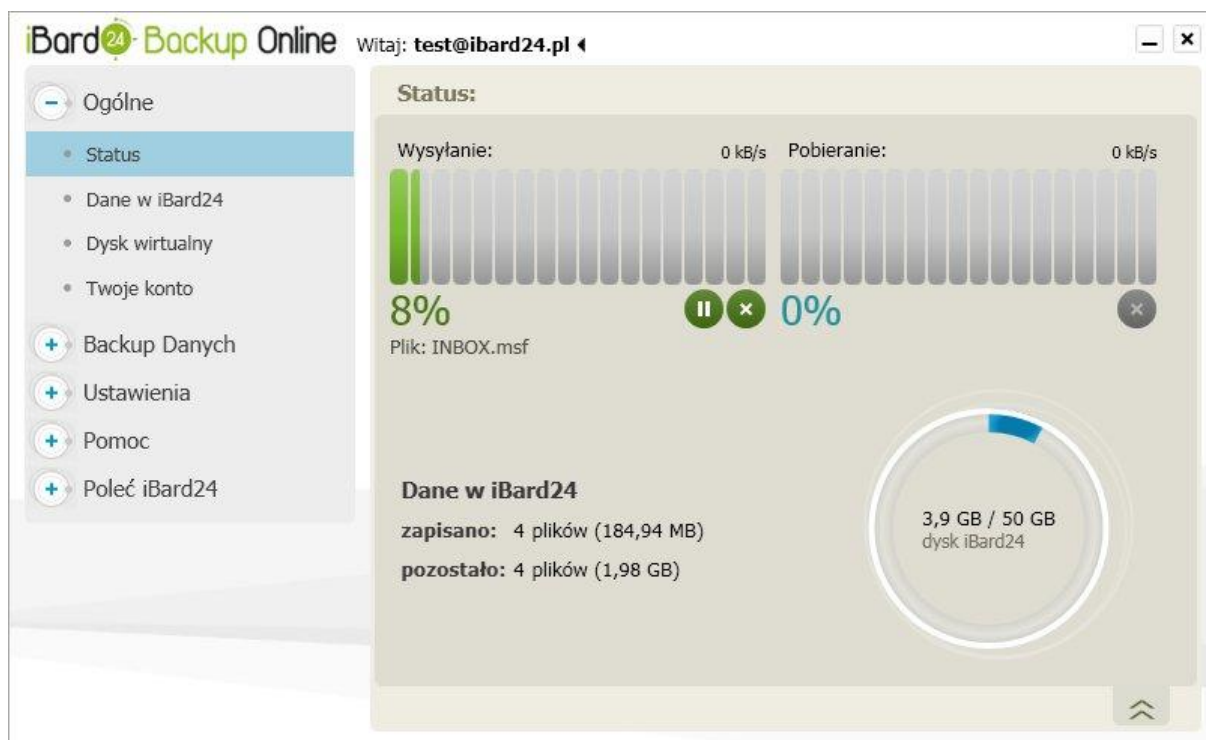 iBard24 Backup Online Witaj: test@ibard24.pl
Ogólne
Status
Dane w iBard24
Dysk wirtualny
Twoje konto
Backup Danych
Ustawienia
Pomoc
Poleć iBard24
Status:
Wysyłanie: 0 kB/s Pobieranie: 0 kB/s
8% 0%
Plik: INBOX.msf
Dane w iBard24
zapisano: 4 plików (184,94 MB)
pozostało: 4 plików (1,98 GB)
3,9 GB / 50 GB
dysk iBard24